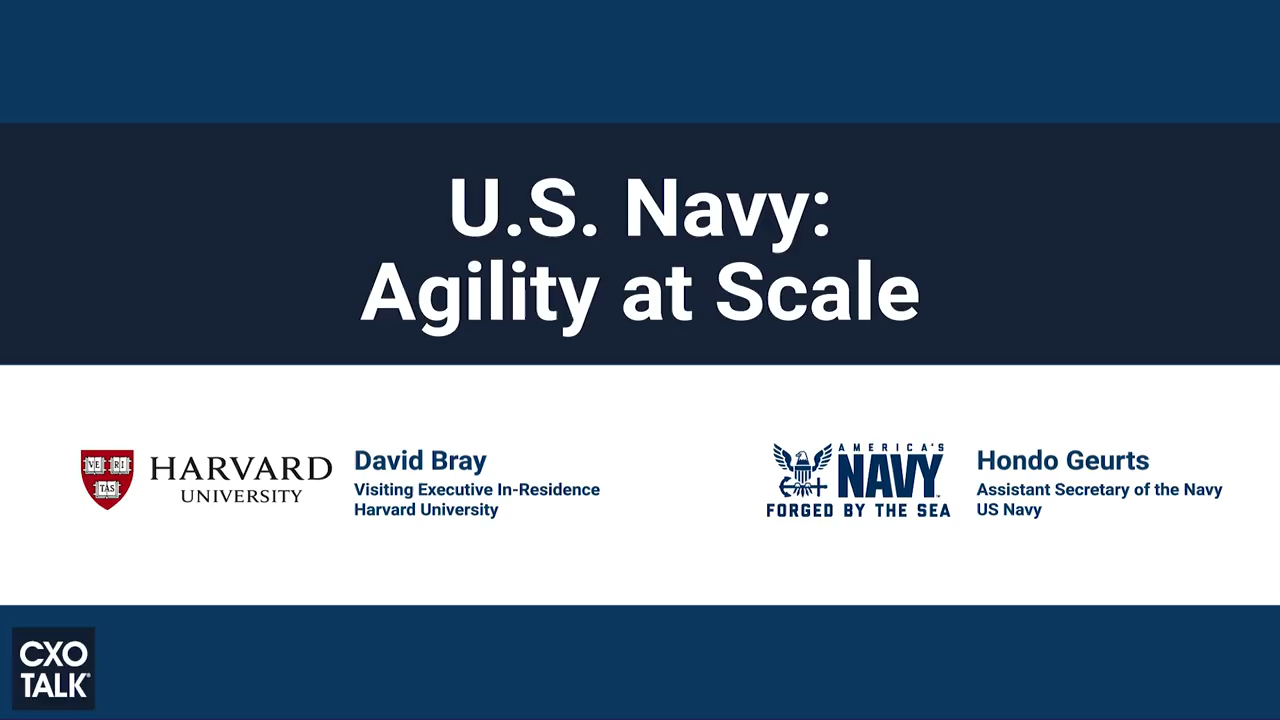 U.S. Navy:
Agility at Scale
VE RI
TAS
HARVARD
UNIVERSITY
David Bray
Visiting Executive In-Residence
Harvard University
AMERICA'S
NAVY
FORGED BY THE SEA
Hondo Geurts
Assistant Secretary of the Navy
US Navy
CXO
TALK